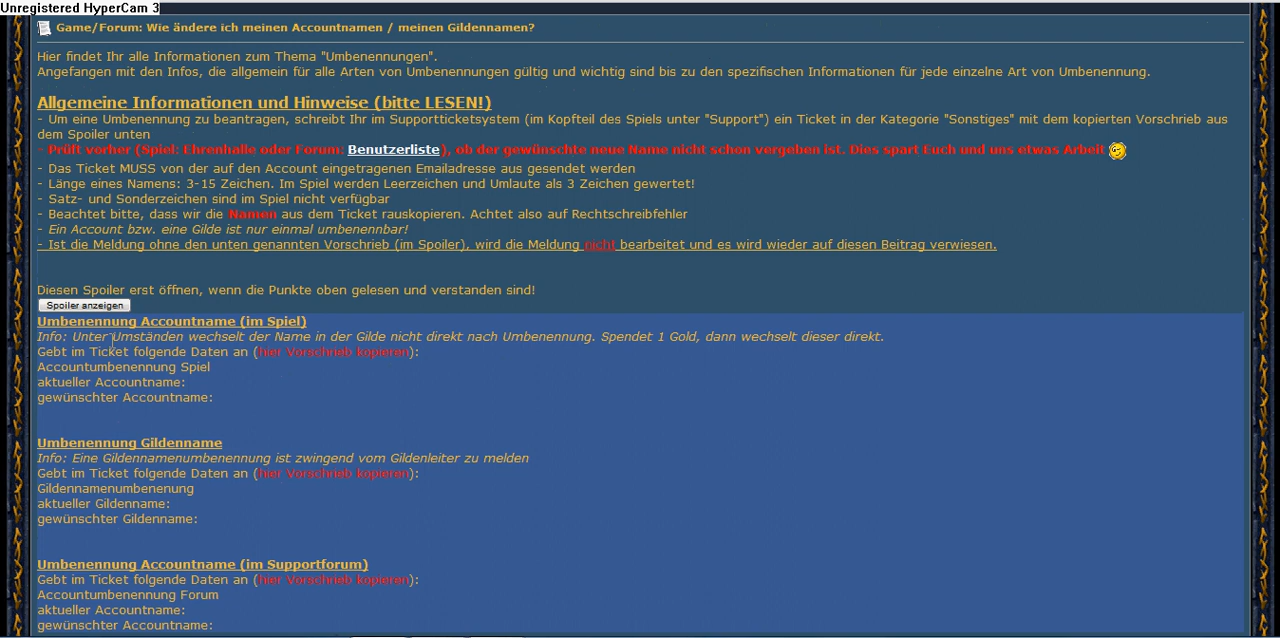 Unregistered HyperCam 3
Game/Forum: Wie ändere ich meinen Accountnamen / meinen Gildennamen?
Hier findet Ihr alle Informationen zum Thema "Umbenennungen".
Angefangen mit den Infos, die allgemein für alle Arten von Umbenennungen gültig und wichtig sind bis zu den spezifischen Informationen für jede einzelne Art von Umbenennung.
Allgemeine Informationen und Hinweise (bitte LESEN!)
- Um eine Umbenennung zu beantragen, schreibt Ihr im Supportticketsystem (im Kopfteil des Spiels unter "Support") ein Ticket in der Kategorie "Sonstiges" mit dem kopierten Vorschrieb aus
dem Spoiler unten
- Prüft vorher (Spiel: Ehrenhalle oder Forum: Benutzerliste), ob der gewünschte neue Name nicht schon vergeben ist. Dies spart Euch und uns etwas Arbeit
- Das Ticket MUSS von der auf den Account eingetragenen Emailadresse aus gesendet werden
- Länge eines Namens: 3-15 Zeichen. Im Spiel werden Leerzeichen und Umlaute als 3 Zeichen gewertet!
- Satz- und Sonderzeichen sind im Spiel nicht verfügbar
- Beachtet bitte, dass wir die Namen aus dem Ticket rauskopieren. Achtet also auf Rechtschreibfehler
- Ein Account bzw. eine Gilde ist nur einmal umbenennbar!
- Ist die Meldung ohne den unten genannten Vorschrieb (im Spoiler), wird die Meldung nicht bearbeitet und es wird wieder auf diesen Beitrag verwiesen.
Diesen Spoiler erst öffnen, wenn die Punkte oben gelesen und verstanden sind!
Spoiler anzeigen
Umbenennung Accountname (im Spiel)
Info: Unter Umständen wechselt der Name in der Gilde nicht direkt nach Umbenennung. Spendet 1 Gold, dann wechselt dieser direkt.
Gebt im Ticket folgende Daten an (hier Vorschrieb kopieren):
Accountumbenennung Spiel
aktueller Accountname:
gewünschter Accountname:
Umbenennung Gildenname
Info: Eine Gildennamenumbenennung ist zwingend vom Gildenleiter zu melden
Gebt im Ticket folgende Daten an (hier Vorschrieb kopieren):
Gildennamenumbenenung
aktueller Gildenname:
gewünschter Gildenname:
Umbenennung Accountname (im Supportforum)
Gebt im Ticket folgende Daten an (hier Vorschrieb kopieren):
Accountumbenennung Forum
aktueller Accountname:
gewünschter Accountname: